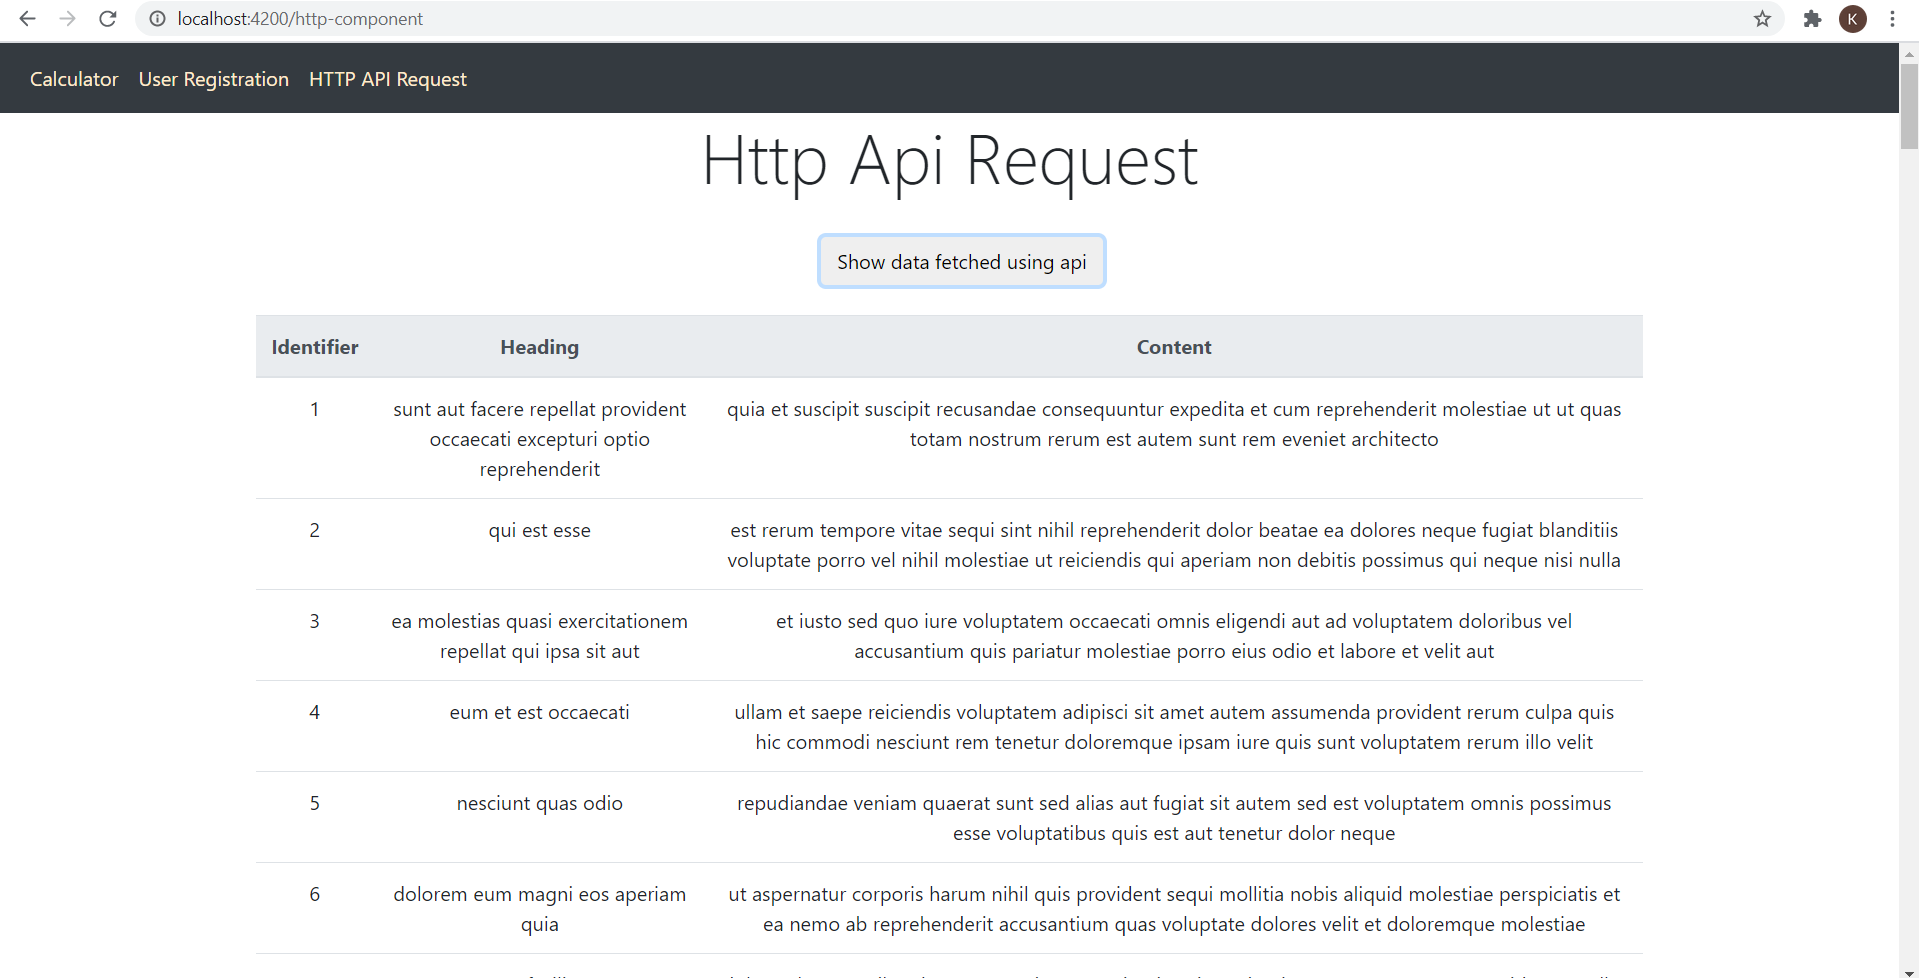 localhost:4200/http-component
K
Calculator User Registration HTTP API Request
Http Api Request
Show data fetched using api
Identifier Heading Content
1 sunt aut facere repellat provident quia et suscipit suscipit recusandae consequuntur expedita et cum reprehenderit molestiae ut ut quas
occaecati excepturi optio totam nostrum rerum est autem sunt rem eveniet architecto
reprehenderit
2 qui est esse est rerum tempore vitae sequi sint nihil reprehenderit dolor beatae ea dolores neque fugiat blanditiis
voluptate porro vel nihil molestiae ut reiciendis qui aperiam non debitis possimus qui neque nisi nulla
3 ea molestias quasi exercitationem et iusto sed quo iure voluptatem occaecati omnis eligendi aut ad voluptatem doloribus vel
repellat qui ipsa sit aut accusantium quis pariatur molestiae porro eius odio et labore et velit aut
4 eum et est occaecati ullam et saepe reiciendis voluptatem adipisci sit amet autem assumenda provident rerum culpa quis
hic commodi nesciunt rem tenetur doloremque ipsam iure quis sunt voluptatem rerum illo velit
5 nesciunt quas odio repudiandae veniam quaerat sunt sed alias aut fugiat sit autem sed est voluptatem omnis possimus
esse voluptatibus quis est aut tenetur dolor neque
6 dolorem eum magni eos aperiam ut aspernatur corporis harum nihil quis provident sequi mollitia nobis aliquid molestiae perspiciatis et
quia ea nemo ab reprehenderit accusantium quas voluptate dolores velit et doloremque molestiae